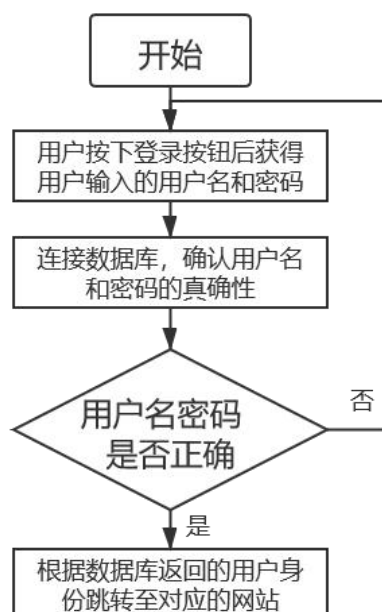 开始
用户按下登录按钮后获得
用户输入的用户名和密码
连接数据库，确认用户名
和密码的真确性
用户名密码
是否正确
否
是
根据数据库返回的用户身
份跳转至对应的网站